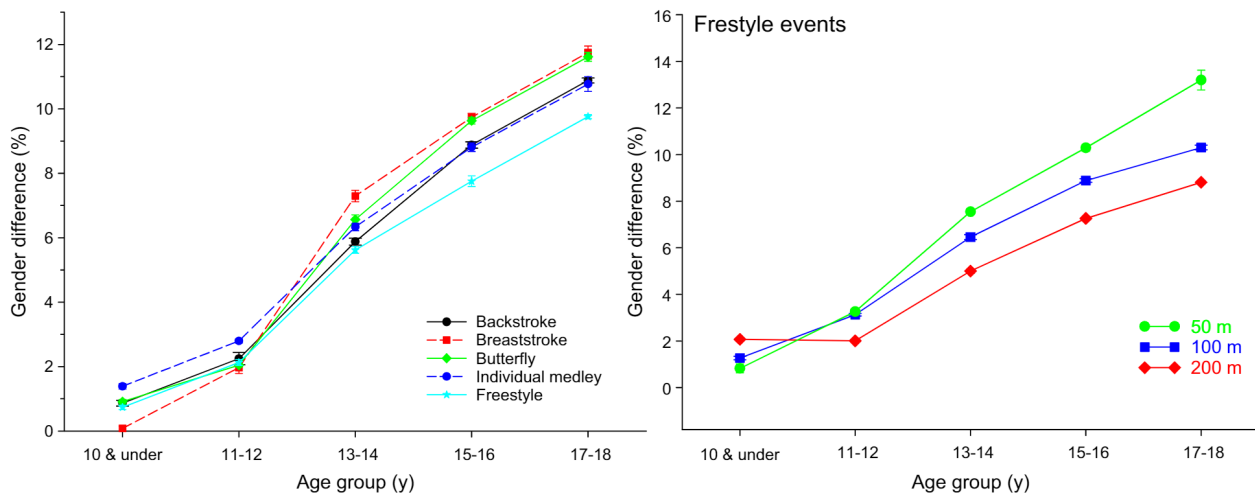 12
10
8
6
4
2
0
Gender difference (%)
10 & under
11-12
13-14
15-16
17-18
Age group (y)
Backstroke
Breaststroke
Butterfly
Individual medley
Freestyle
Frestyle events
16
14
12
10
8
6
4
2
0
Gender difference (%)
10 & under
11-12
13-14
15-16
17-18
Age group (y)
50 m
100 m
200 m